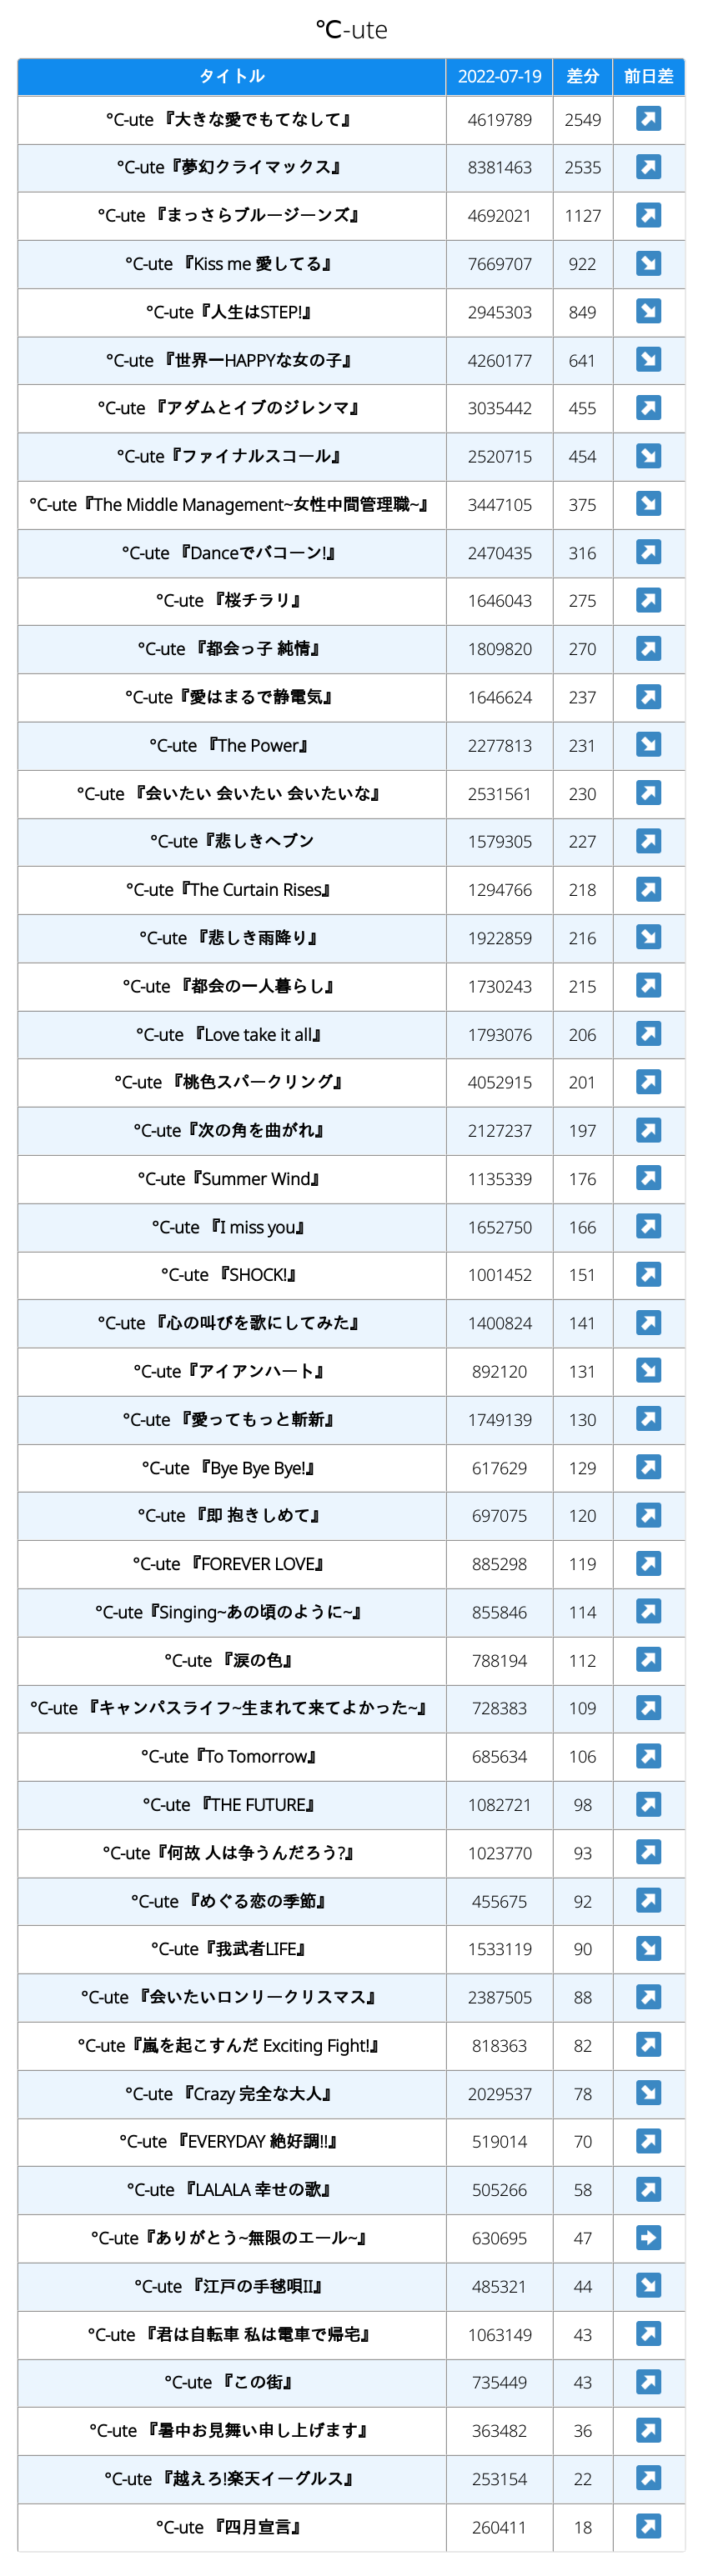 ℃-ute
タイトル 2022-07-19 差分 前日差
°C-ute 『大きな愛でもてなして』 4619789 2549 ↗
°C-ute『夢幻クライマックス』 8381463 2535 ↗
°C-ute 『まっさらブルージーンズ』 4692021 1127 ↗
°C-ute 『Kiss me 愛してる』 7669707 922 ↘
°C-ute『人生はSTEP!』 2945303 849 ↘
°C-ute 『世界一HAPPYな女の子』 4260177 641 ↘
°C-ute 『アダムとイブのジレンマ』 3035442 455 ↗
°C-ute『ファイナルスコール』 2520715 454 ↘
°C-ute『The Middle Management~女性中間管理職~』 3447105 375 ↘
°C-ute 『Danceでバコーン!』 2470435 316 ↗
°C-ute 『桜チラリ』 1646043 275 ↗
°C-ute 『都会っ子 純情』 1809820 270 ↗
°C-ute『愛はまるで静電気』 1646624 237 ↗
°C-ute 『The Power』 2277813 231 ↘
°C-ute 『会いたい 会いたい 会いたいな』 2531561 230 ↗
°C-ute『悲しきヘブン 1579305 227 ↗
°C-ute『The Curtain Rises』 1294766 218 ↗
°C-ute 『悲しき雨降り』 1922859 216 ↘
°C-ute 『都会の一人暮らし』 1730243 215 ↗
°C-ute 『Love take it all』 1793076 206 ↗
°C-ute 『桃色スパークリング』 4052915 201 ↗
°C-ute『次の角を曲がれ』 2127237 197 ↗
°C-ute『Summer Wind』 1135339 176 ↗
°C-ute 『I miss you』 1652750 166 ↗
°C-ute 『SHOCK!』 1001452 151 ↗
°C-ute 『心の叫びを歌にしてみた』 1400824 141 ↗
°C-ute『アイアンハート』 892120 131 ↘
°C-ute 『愛ってもっと斬新』 1749139 130 ↗
°C-ute 『Bye Bye Bye!』 617629 129 ↗
°C-ute 『即 抱きしめて』 697075 120 ↗
°C-ute 『FOREVER LOVE』 885298 119 ↗
°C-ute『Singing~あの頃のように~』 855846 114 ↗
°C-ute 『涙の色』 788194 112 ↗
°C-ute 『キャンパスライフ~生まれて来てよかった~』 728383 109 ↗
°C-ute『To Tomorrow』 685634 106 ↗
°C-ute 『THE FUTURE』 1082721 98 ↗
°C-ute『何故 人は争うんだろう?』 1023770 93 ↗
°C-ute 『めぐる恋の季節』 455675 92 ↗
°C-ute『我武者LIFE』 1533119 90 ↘
°C-ute 『会いたいロンリークリスマス』 2387505 88 ↗
°C-ute『嵐を起こすんだ Exciting Fight!』 818363 82 ↗
°C-ute 『Crazy 完全な大人』 2029537 78 ↘
°C-ute 『EVERYDAY 絶好調!!』 519014 70 ↗
°C-ute 『LALALA 幸せの歌』 505266 58 ↗
°C-ute『ありがとう~無限のエール~』 630695 47 ➡
°C-ute 『江戸の手毬唄II』 485321 44 ↘
°C-ute 『君は自転車 私は電車で帰宅』 1063149 43 ↗
°C-ute 『この街』 735449 43 ↗
°C-ute 『暑中お見舞い申し上げます』 363482 36 ↗
°C-ute 『越えろ!楽天イーグルス』 253154 22 ↗
°C-ute 『四月宣言』 260411 18 ↗